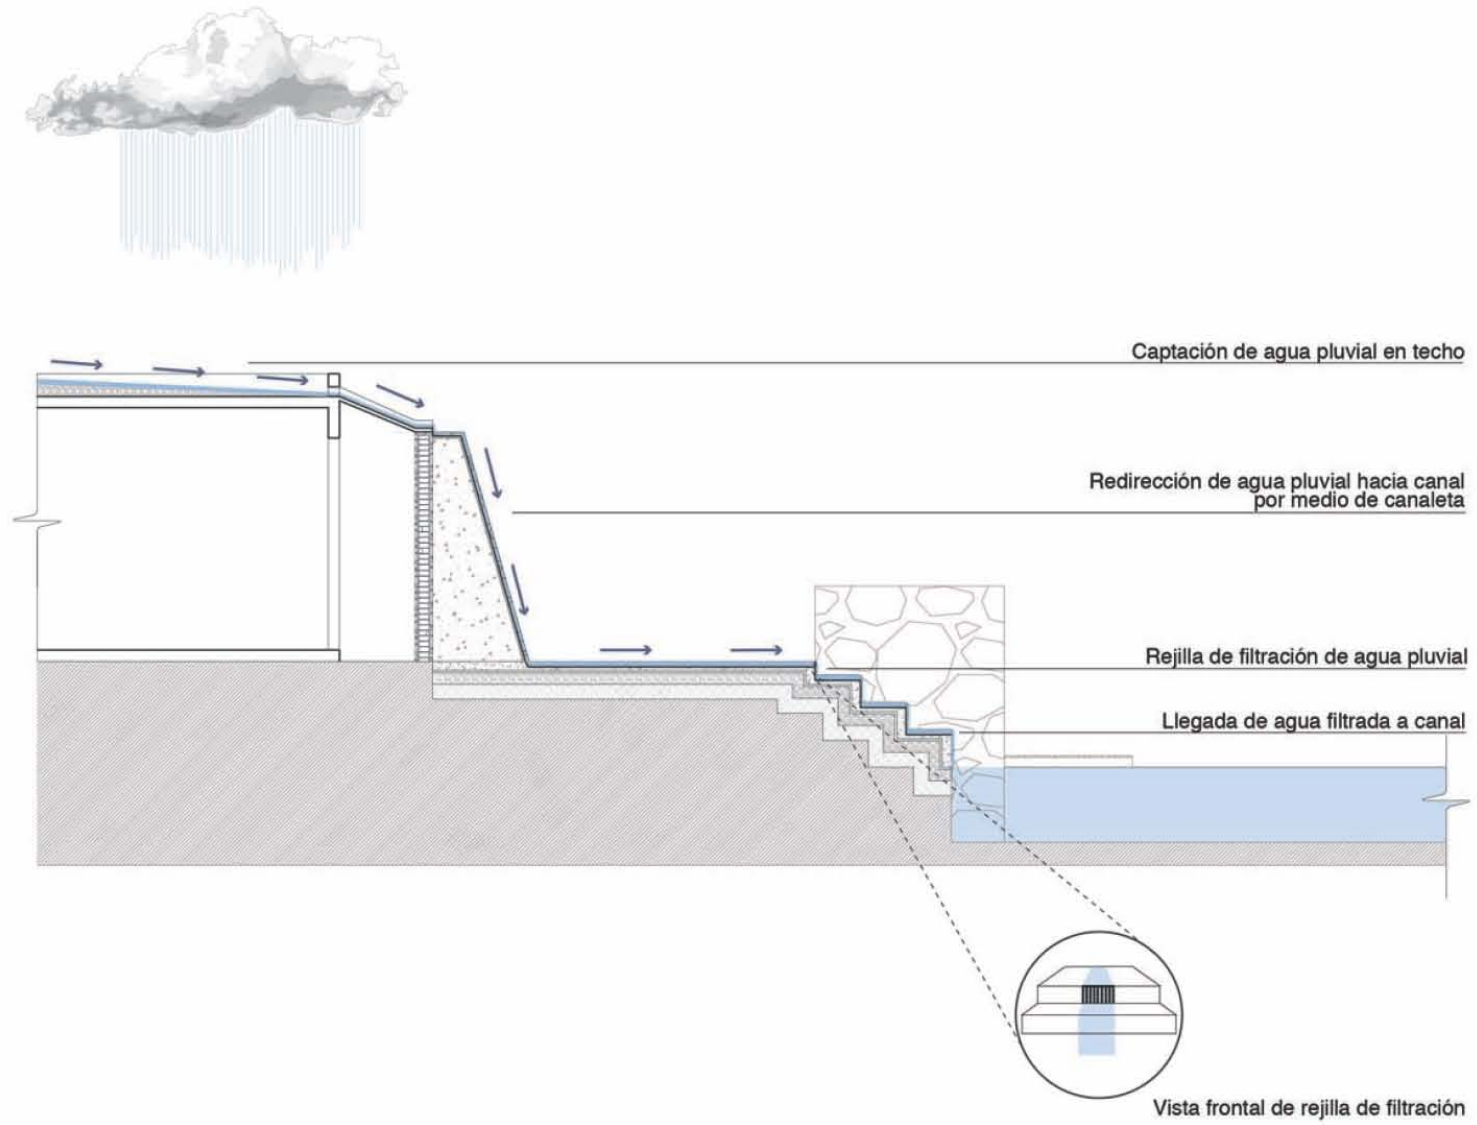 Captación de agua pluvial en techo
Redirección de agua pluvial hacia canal
por medio de canaleta
Rejilla de filtración de agua pluvial
Llegada de agua filtrada a canal
Vista frontal de rejilla de filtración